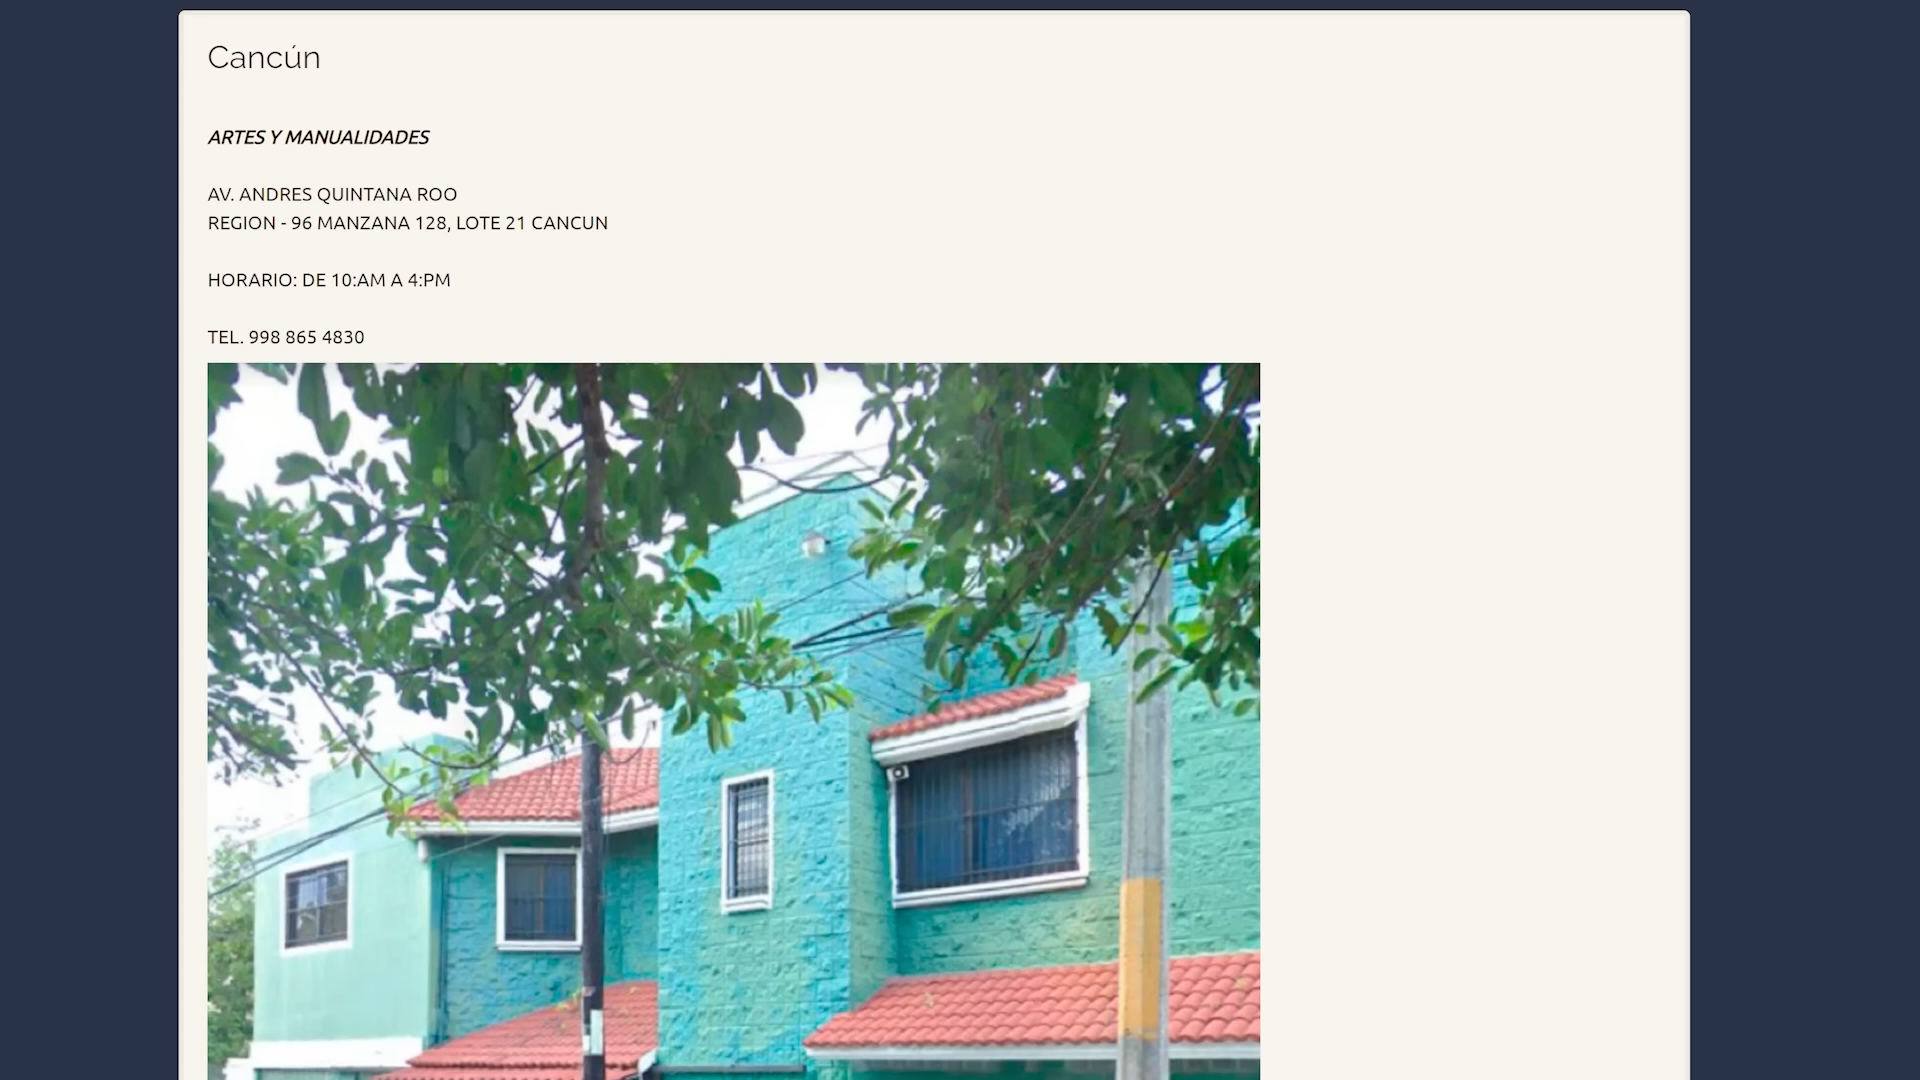 Cancún
ARTES Y MANUALIDADES
AV. ANDRES QUINTANA ROO
REGION - 96 MANZANA 128, LOTE 21 CANCUN
HORARIO: DE 10:AM A 4:PM
TEL. 998 865 4830